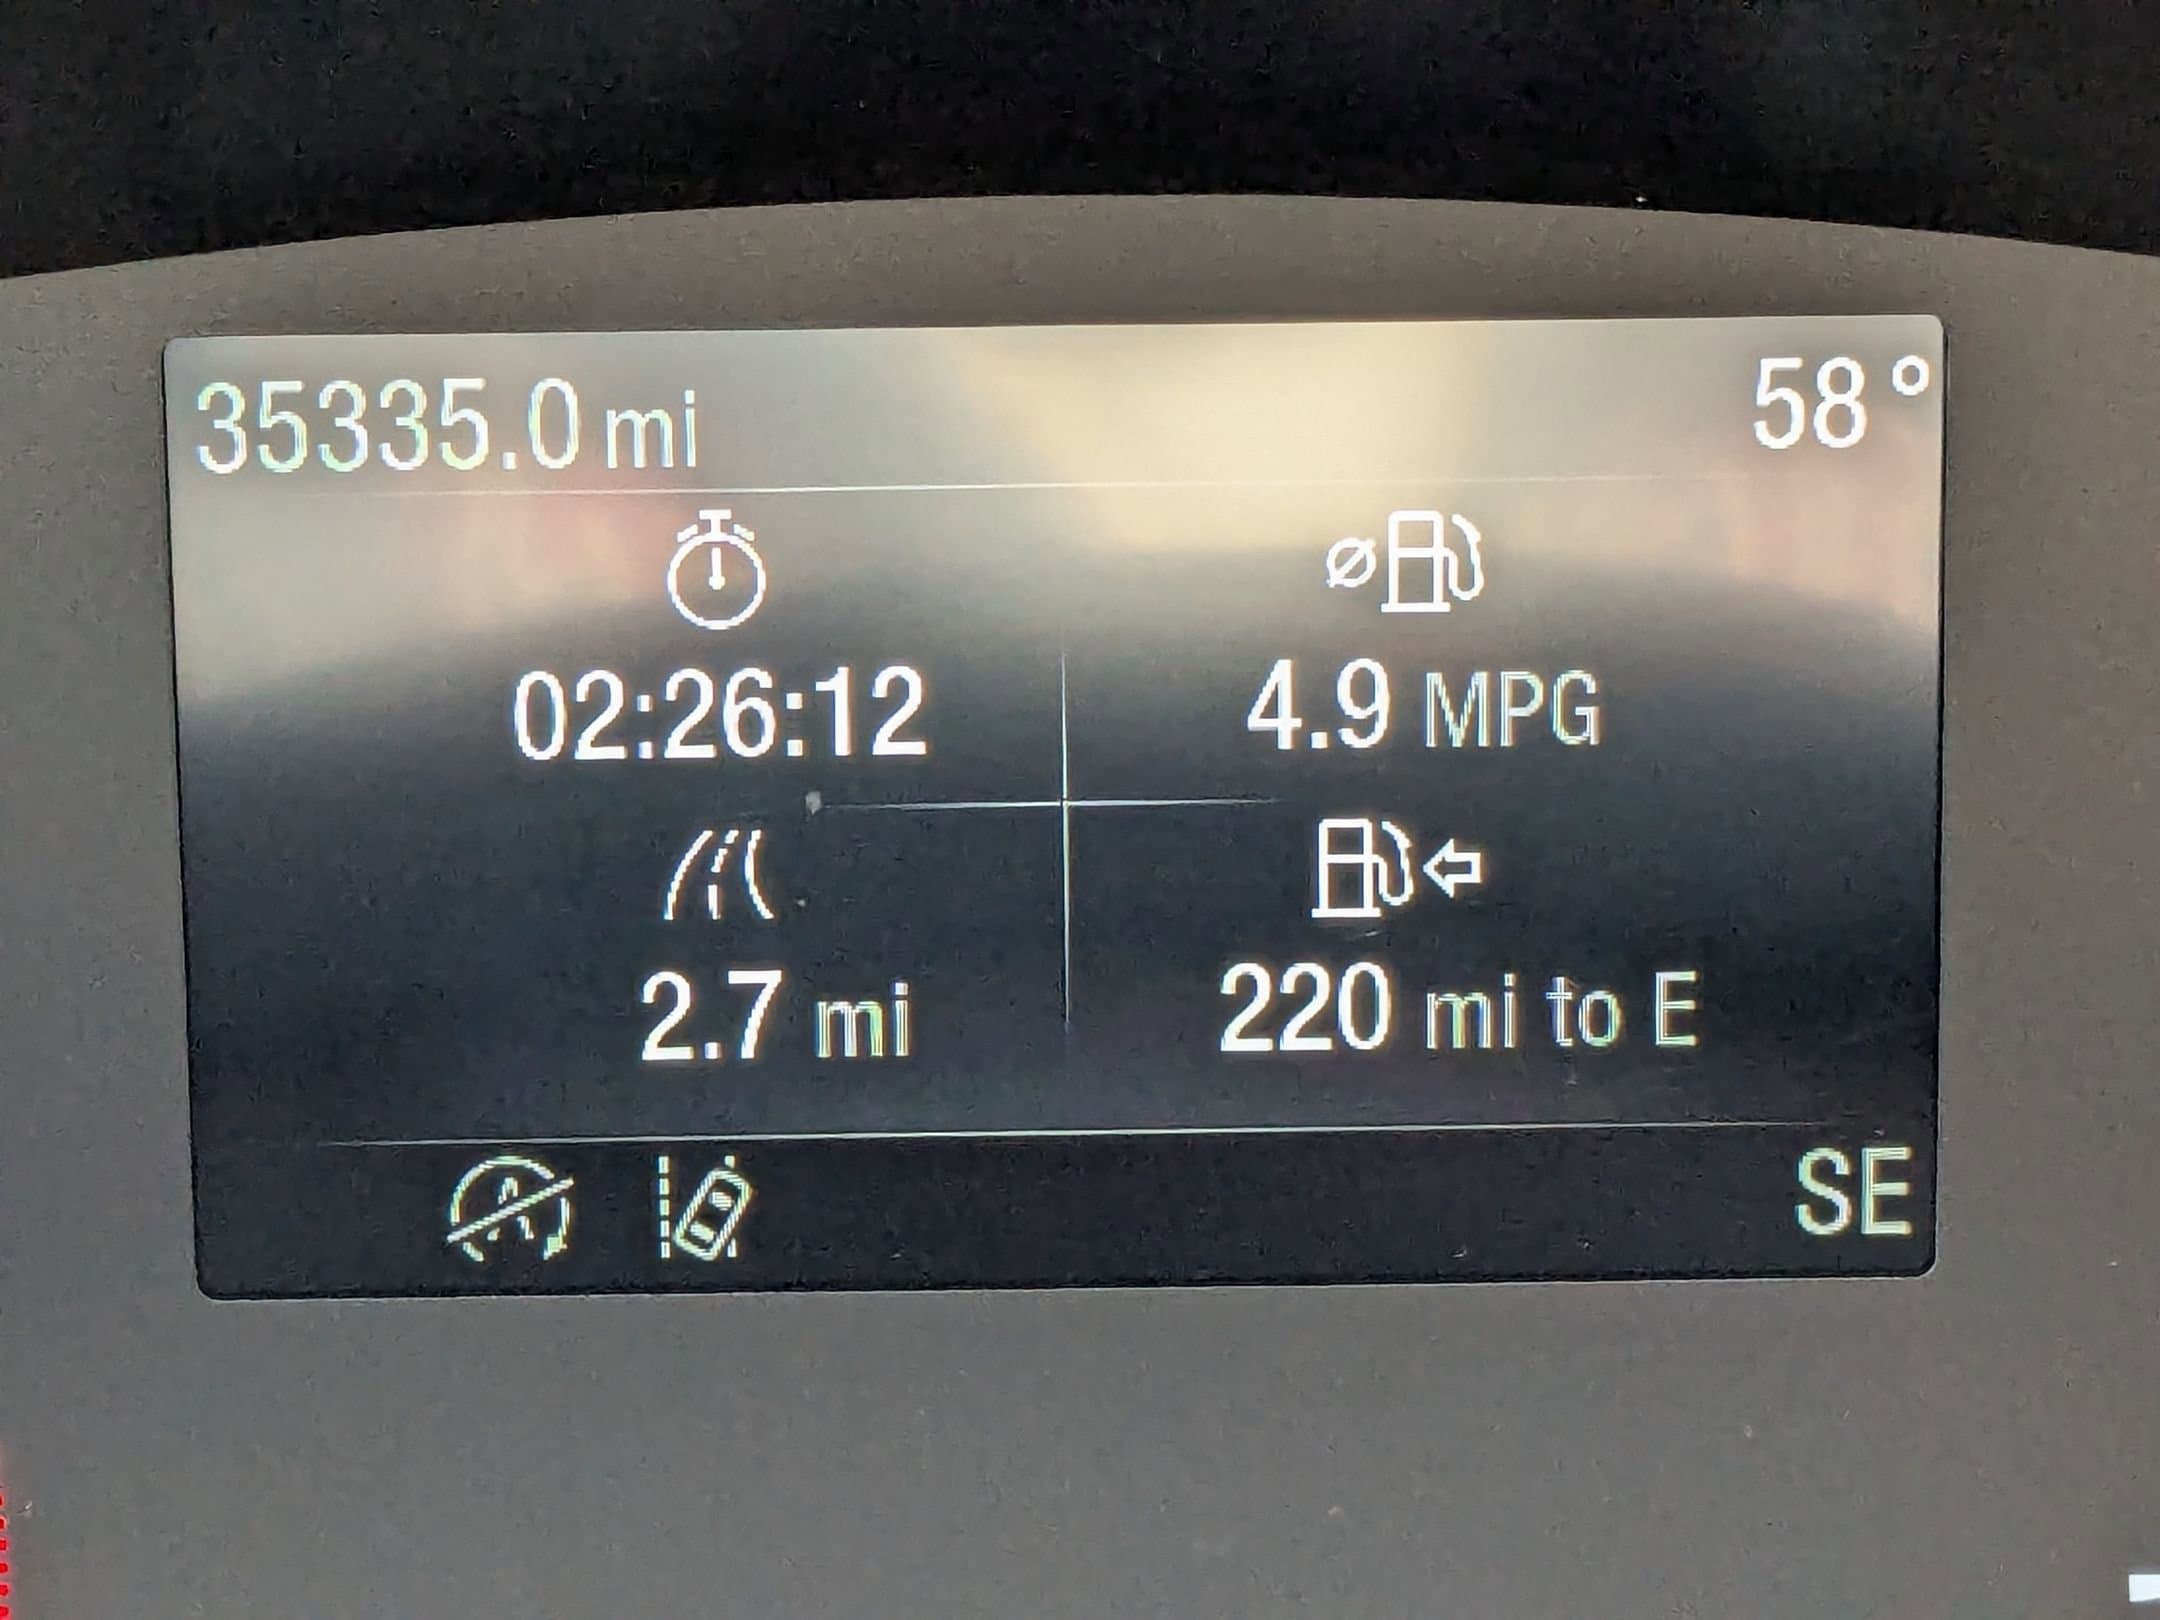 35335.0 mi
58°
02:26:12
4.9 MPG
2.7 mi
220 mi to E
SE